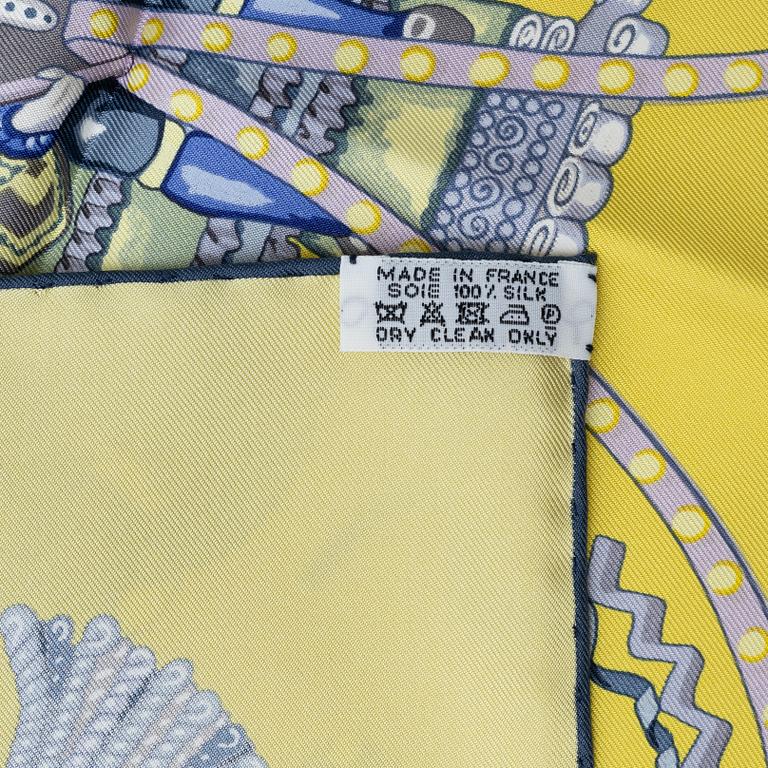 MADE IN FRANCE
SOIE 100% SILK
P
DRY CLEAN ONLY